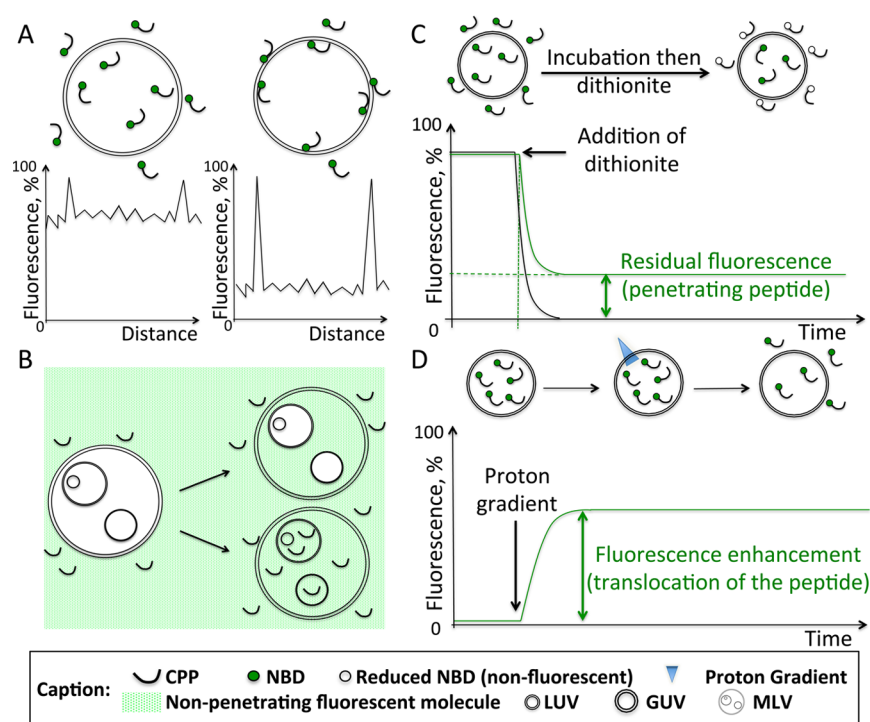 A
100
Fluorescence, %
0
Distance
100
Fluorescence, %
0
Distance
B
C
Incubation then
dithionite
100
Fluorescence, %
0
Addition of
dithionite
Residual fluorescence
(penetrating peptide)
Time
D
100
Fluorescence, %
0
Proton
gradient
Fluorescence enhancement
(translocation of the peptide)
Time
Caption:
CPP
NBD
Reduced NBD (non-fluorescent)
Proton Gradient
Non-penetrating fluorescent molecule
LUV
GUV
MLV